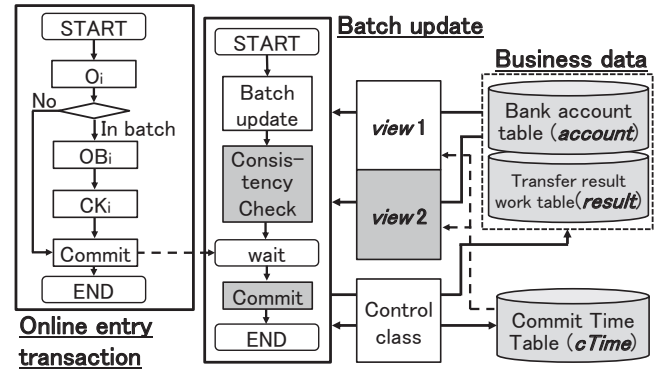 START
Oi
No
In batch
OBi
CKi
Commit
END
Online entry
transaction
Batch update
START
Batch
update
Consis-
tency
Check
wait
Commit
END
view1
view2
Control
class
Business data
Bank account
table (account)
Transfer result
work table(result)
Commit Time
Table (cTime)